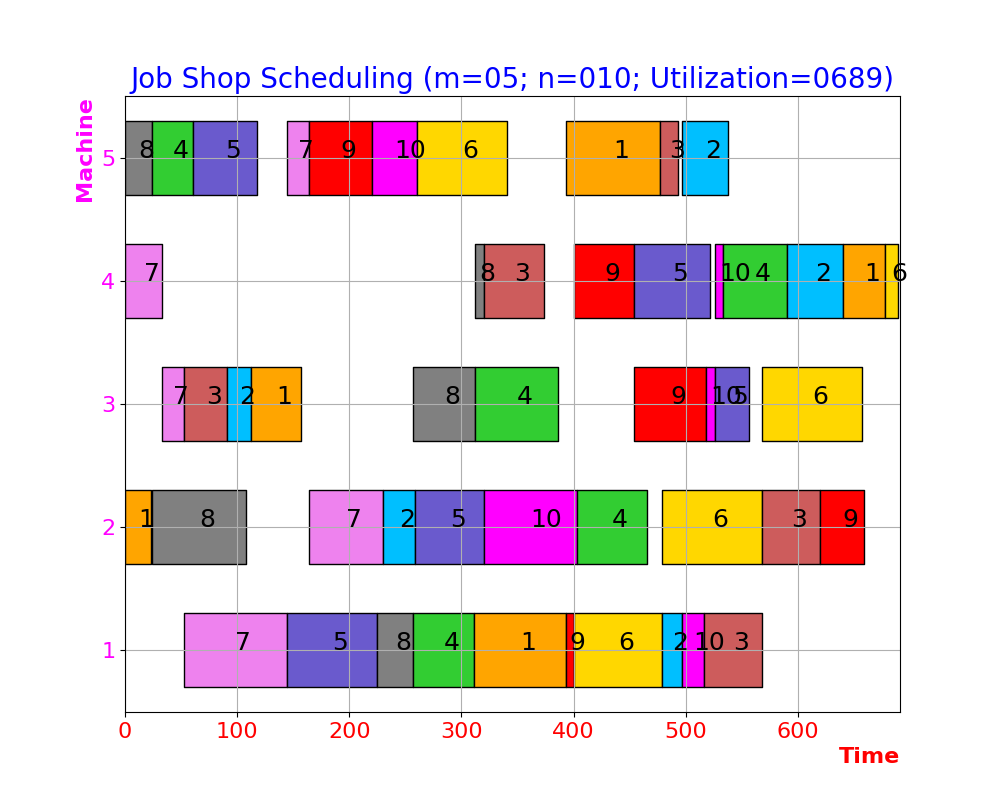 Job Shop Scheduling (m=05; n=010; Utilization=0689)
Machine
5 8 4 5 7 9 10 6 1 3 2
4 7 8 3 9 5 10 4 2 1 6
3 7 3 2 1 8 4 9 10 5 6
2 1 8 7 2 5 10 4 6 3 9
1 7 5 8 4 1 9 6 2 10 3
0 100 200 300 400 500 600
Time